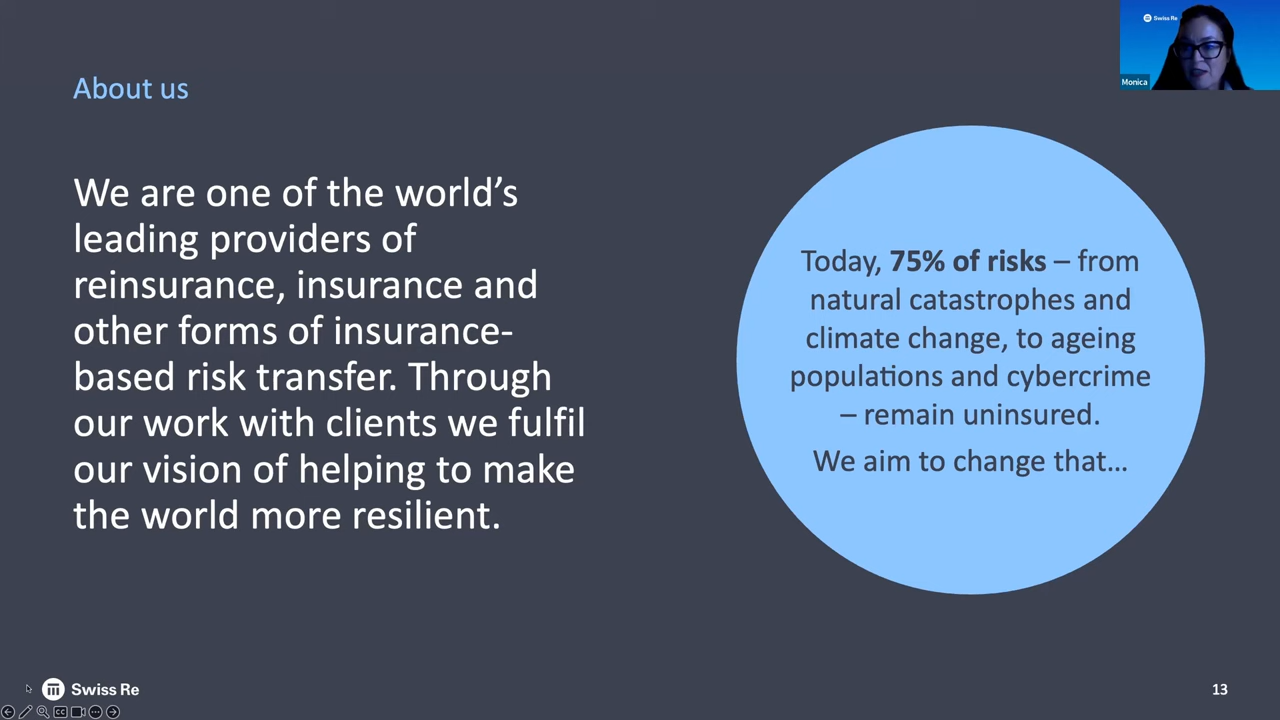 Swiss Re
Monica
About us
We are one of the world’s
leading providers of
reinsurance, insurance and
other forms of insurance-
based risk transfer. Through
our work with clients we fulfil
our vision of helping to make
the world more resilient.
Today, 75% of risks – from
natural catastrophes and
climate change, to ageing
populations and cybercrime
– remain uninsured.
We aim to change that…
Swiss Re
13
CC